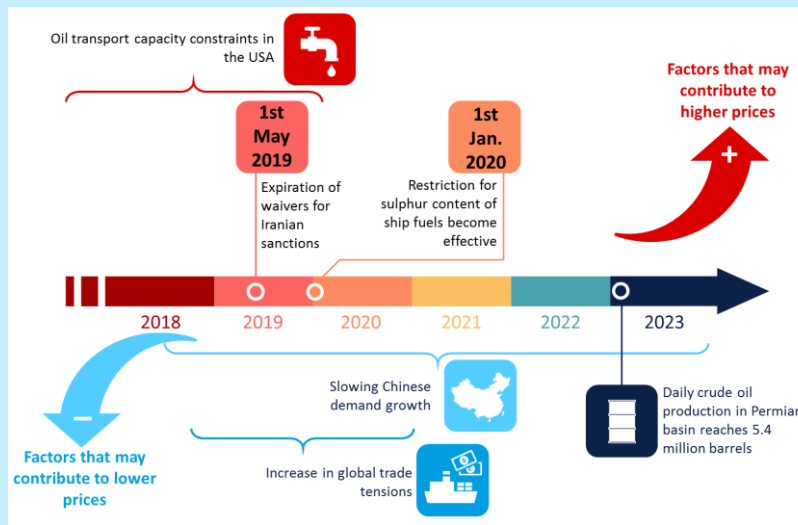 Oil transport capacity constraints in
the USA
Factors that may
contribute to
higher prices
+
1st
May
2019
1st
Jan.
2020
Expiration of
waivers for
Iranian
sanctions
Restriction for
sulphur content of
ship fuels become
effective
2018
2019
2020
2021
2022
2023
Slowing Chinese
demand growth
Daily crude oil
production in Permian
basin reaches 5.4
million barrels
−
Factors that may
contribute to lower
prices
Increase in global trade
tensions